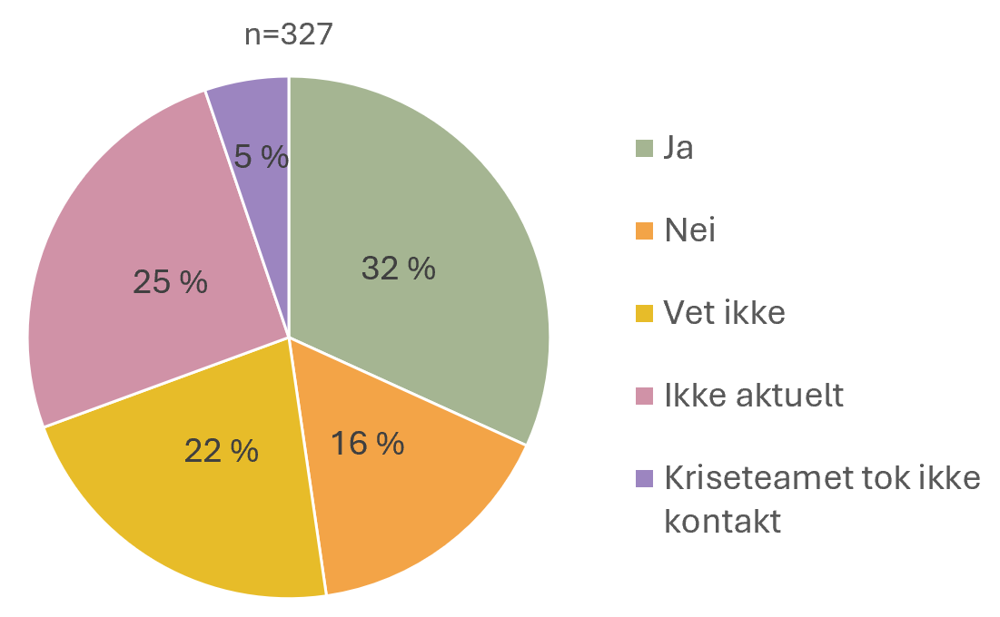 n=327
5 %
32 %
25 %
16 %
22 %
Ja
Nei
Vet ikke
Ikke aktuelt
Kriseteamet tok ikke
kontakt